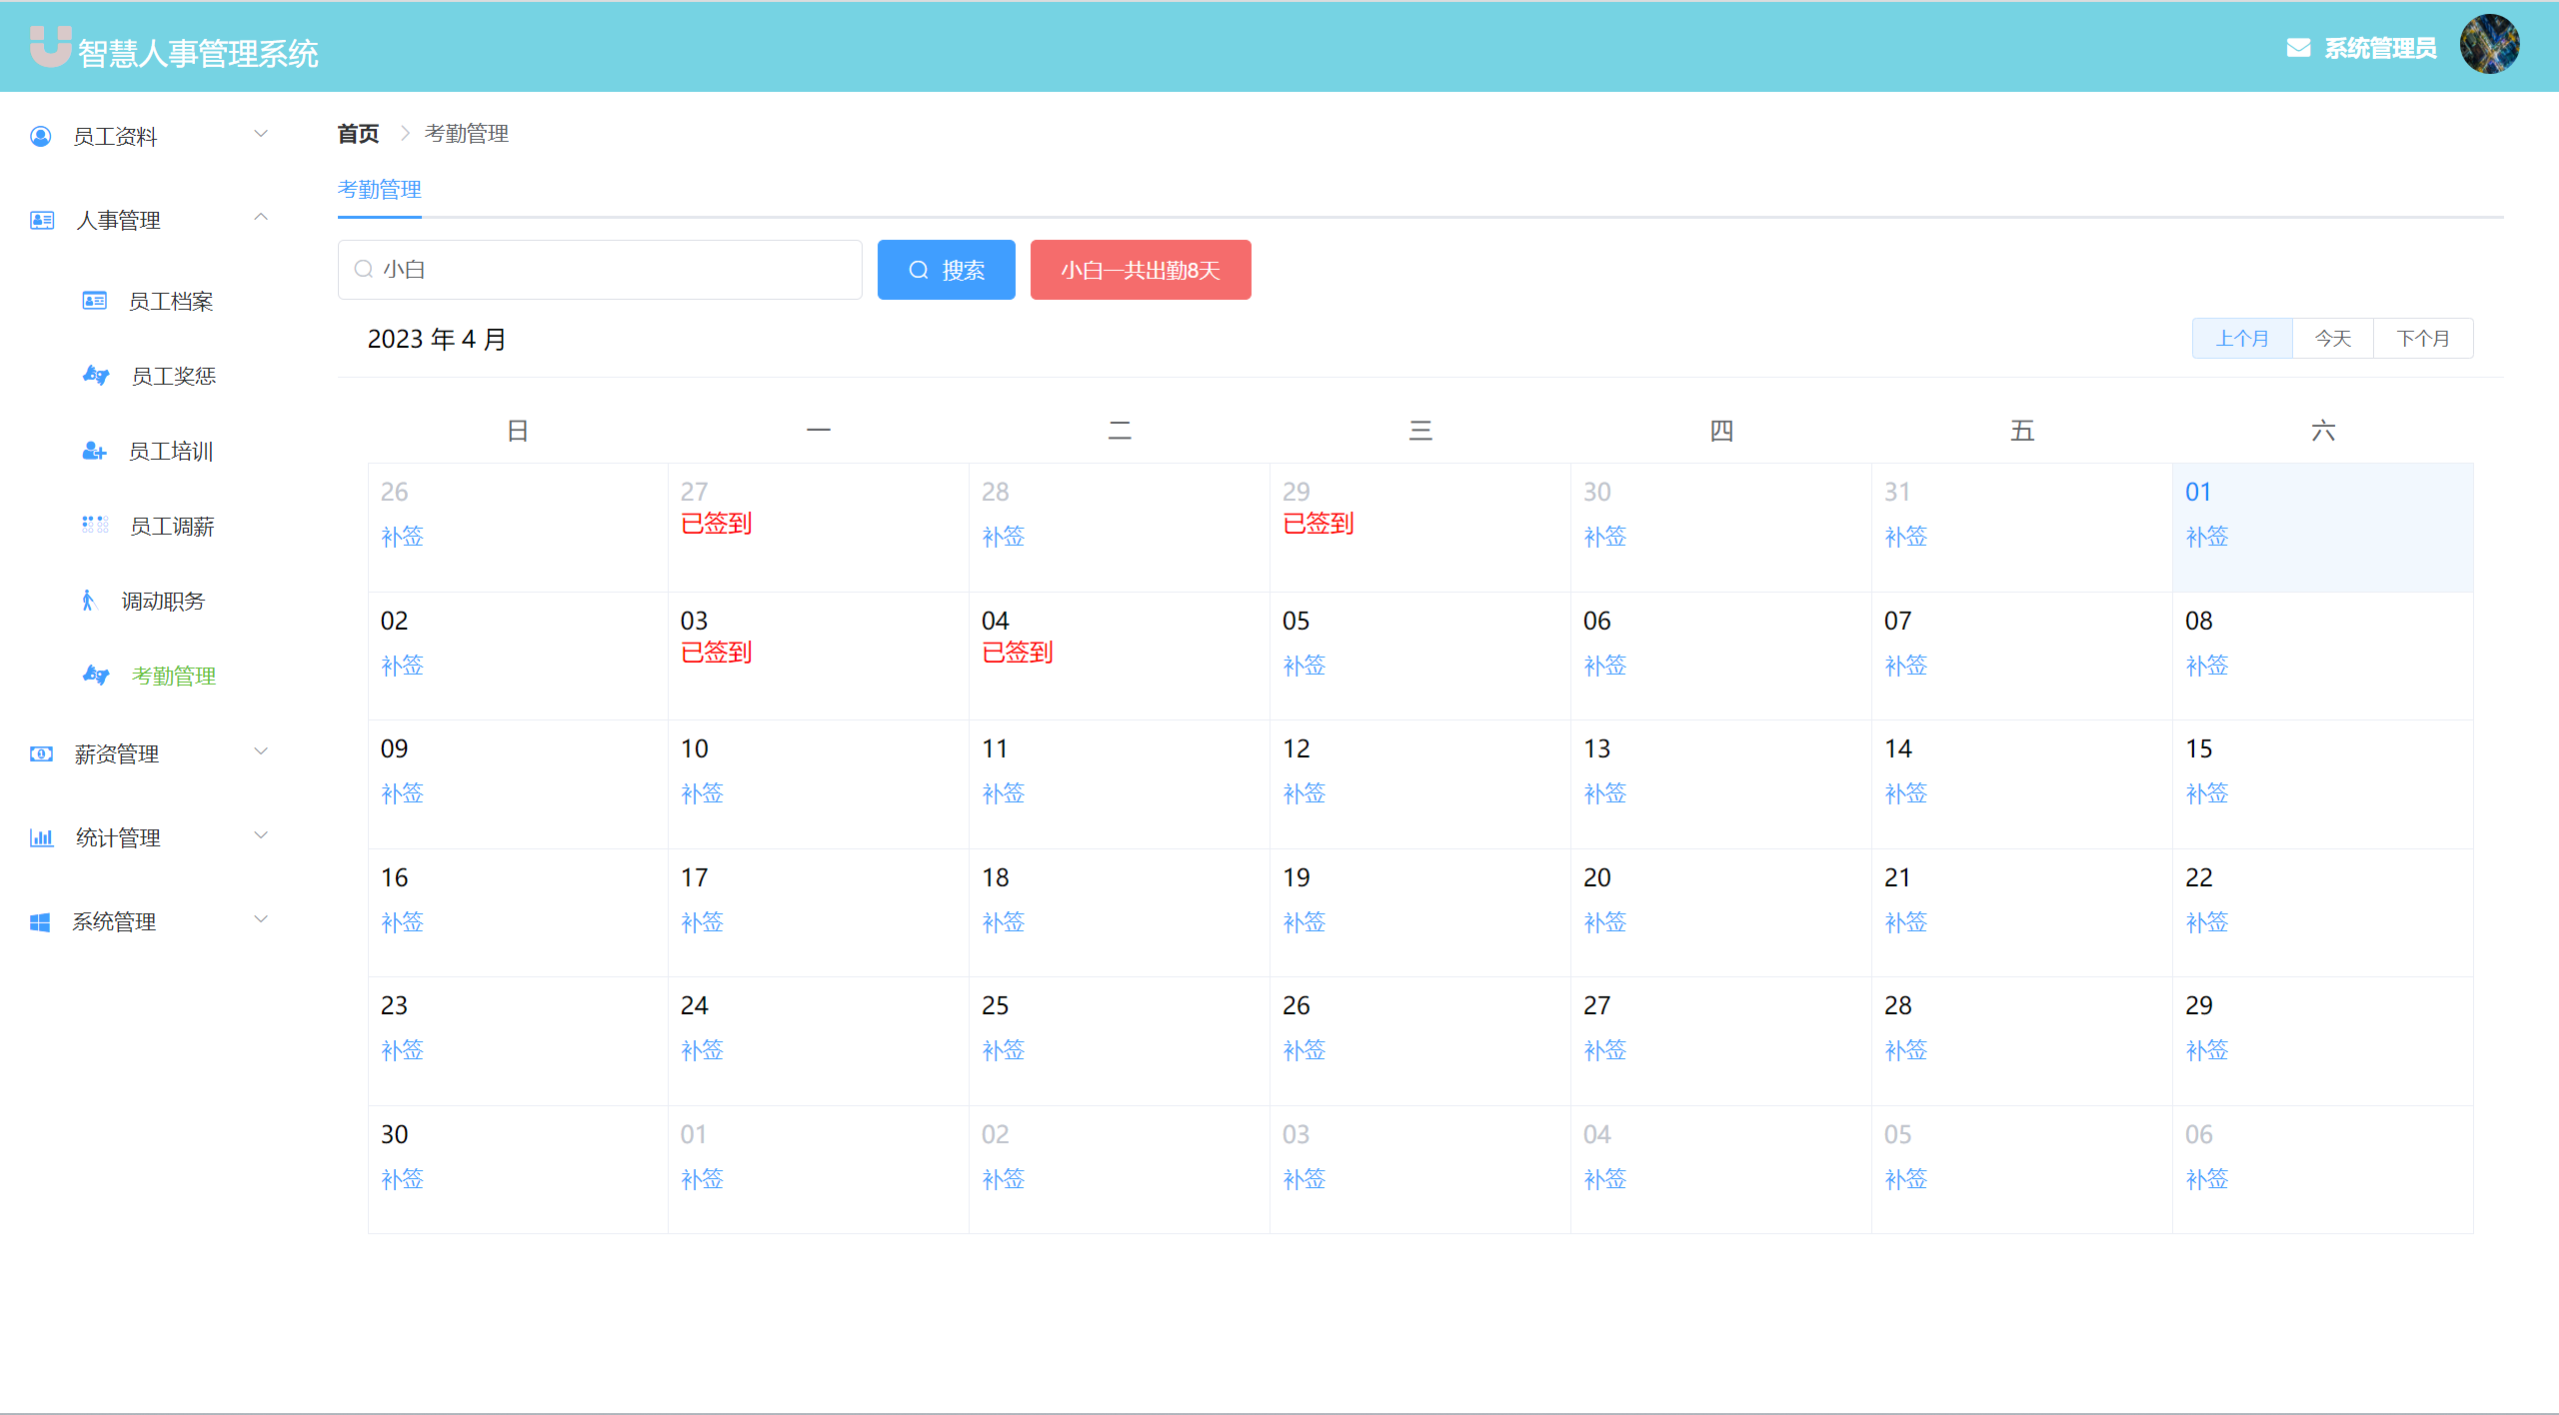 智慧人事管理系统
系统管理员
员工资料
人事管理
员工档案
员工奖惩
员工培训
员工调薪
调动职务
考勤管理
薪资管理
统计管理
系统管理
首页 考勤管理
考勤管理
小白 搜索 小白一共出勤8天
2023 年 4 月 上个月 今天 下个月
日 一 二 三 四 五 六
26 27 28 29 30 31 01
补签 已签到 补签 已签到 补签 补签 补签
02 03 04 05 06 07 08
补签 已签到 已签到 补签 补签 补签 补签
09 10 11 12 13 14 15
补签 补签 补签 补签 补签 补签 补签
16 17 18 19 20 21 22
补签 补签 补签 补签 补签 补签 补签
23 24 25 26 27 28 29
补签 补签 补签 补签 补签 补签 补签
30 01 02 03 04 05 06
补签 补签 补签 补签 补签 补签 补签